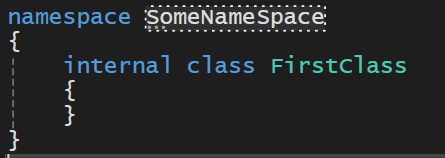 namespace SomeNameSpace
{
    internal class FirstClass
    {
    }
}